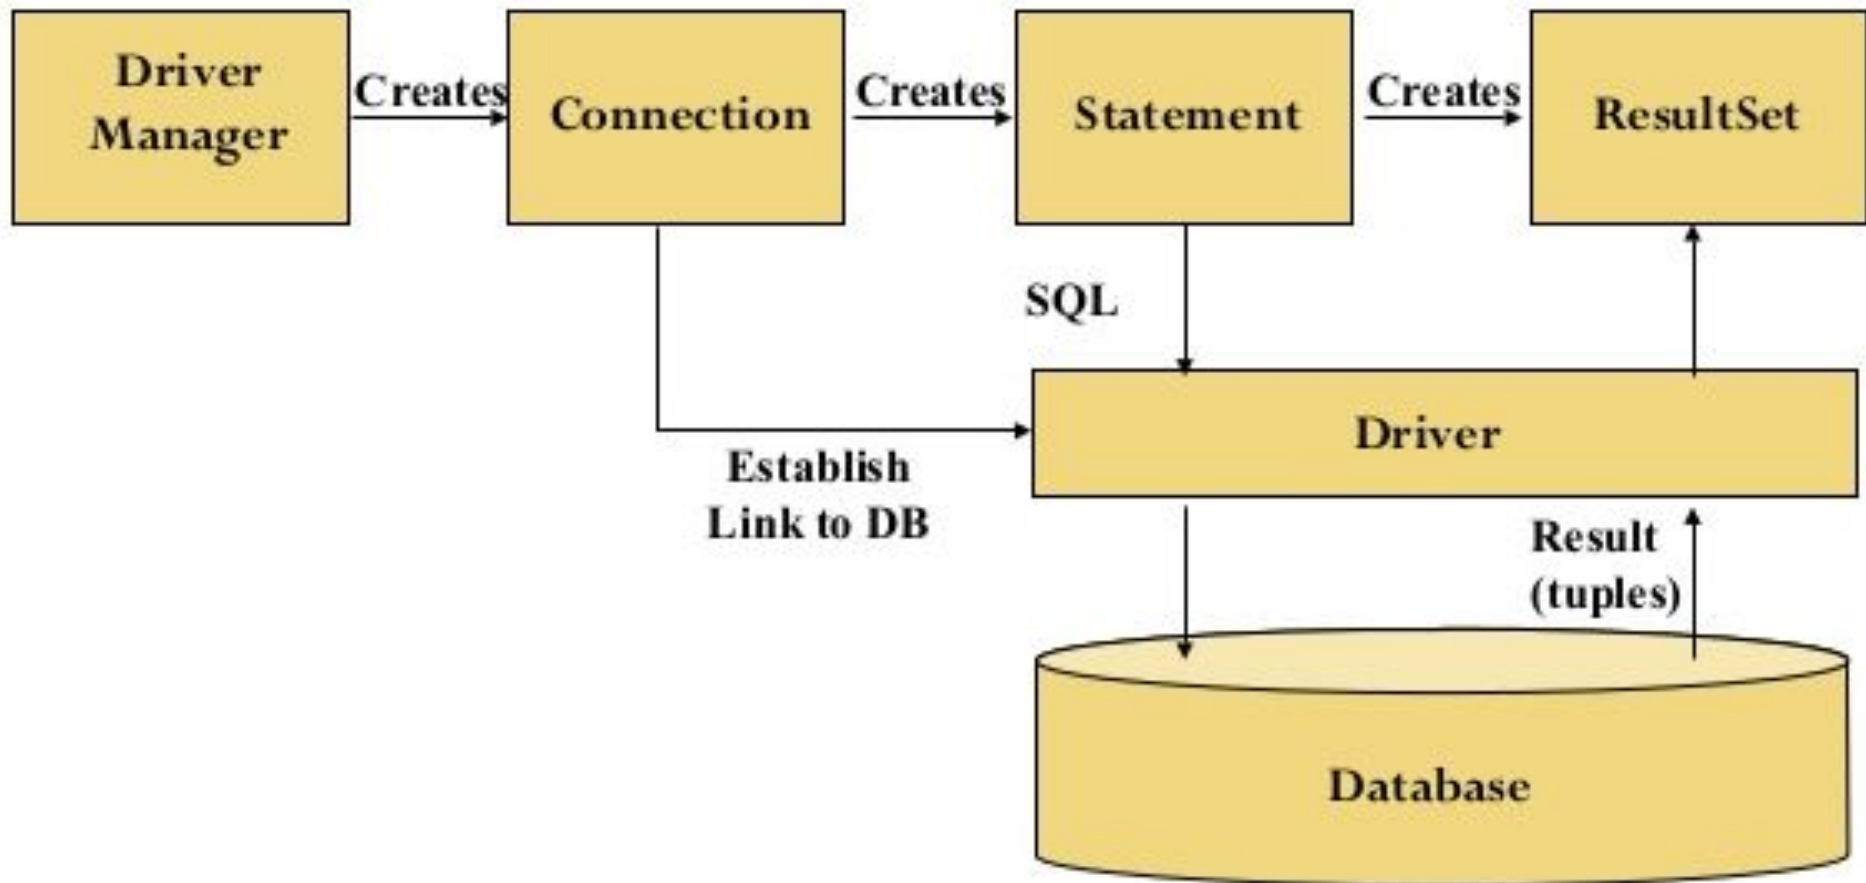 Driver
Manager
Creates
Connection
Creates
Statement
Creates
ResultSet
SQL
Driver
Establish
Link to DB
Result
(tuples)
Database